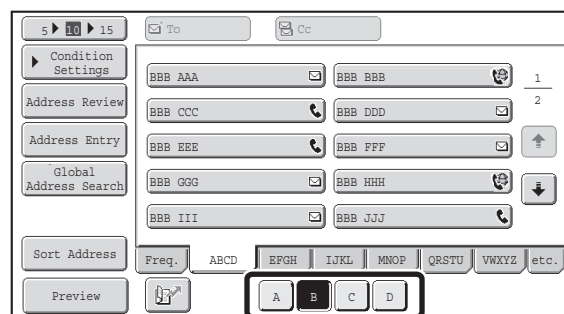 5 10 15
To
Cc
Condition
Settings
Address Review
Address Entry
Global
Address Search
Sort Address
Preview
BBB AAA
BBB BBB
BBB CCC
BBB DDD
BBB EEE
BBB FFF
BBB GGG
BBB HHH
BBB III
BBB JJJ
1
2
Freq. ABCD EFGH IJKL MNOP QRSTU VWXYZ etc.
A B C D